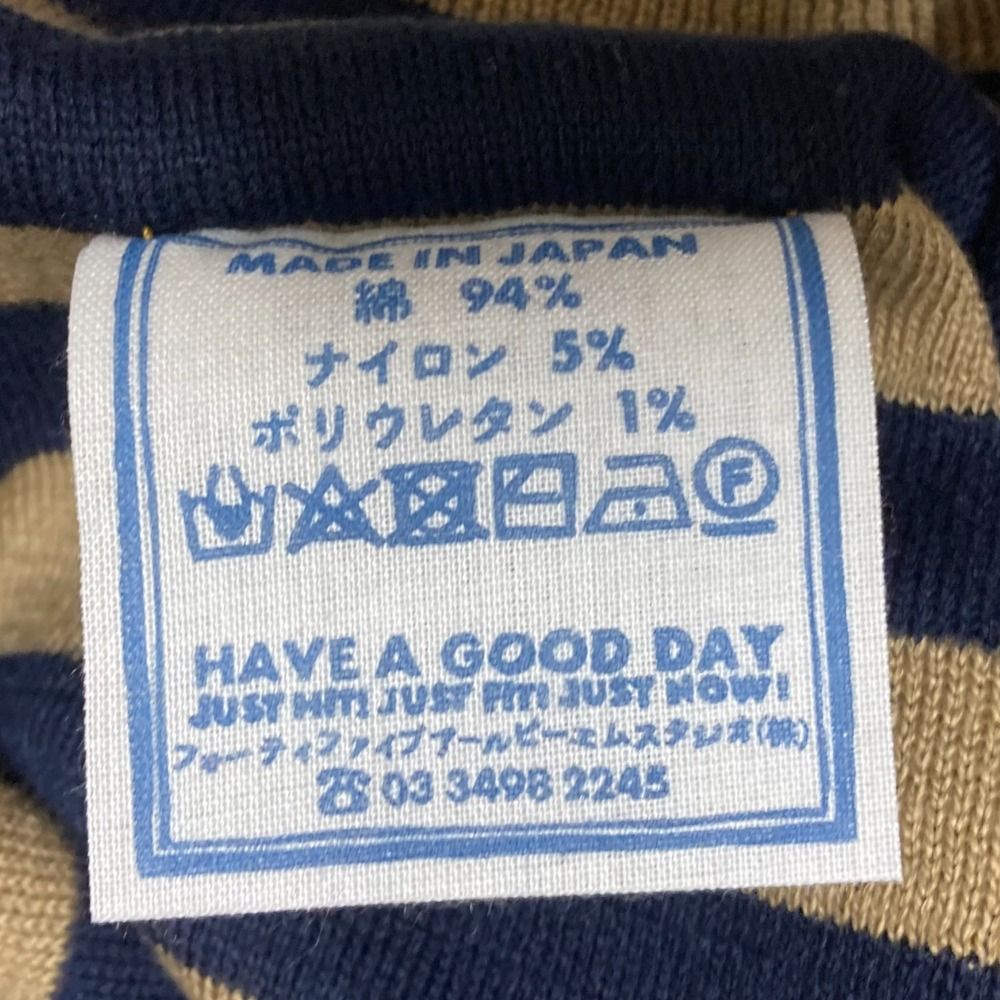 MADE IN JAPAN
綿 94%
ナイロン 5%
ポリウレタン 1%
F
HAVE A GOOD DAY
JUST HIT! JUST FIT! JUST NOW!
フォーティファイブアールピーエムスタジオ(株)
☎ 03 3498 2245